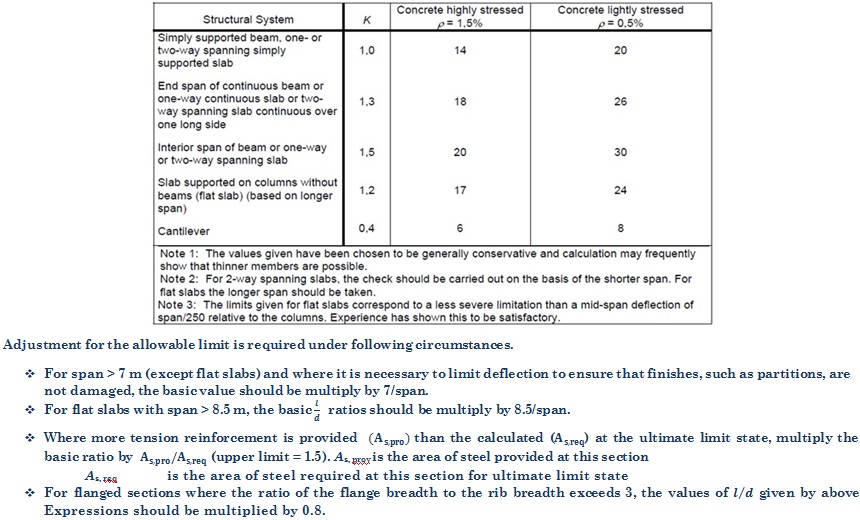 Structural System K Concrete highly stressed Concrete lightly stressed
ρ = 1,5% ρ = 0,5%
Simply supported beam, one- or
two-way spanning simply 1,0 14 20
supported slab
End span of continuous beam or
one-way continuous slab or two- 1,3 18 26
way spanning slab continuous over
one long side
Interior span of beam or one-way 1,5 20 30
or two-way spanning slab
Slab supported on columns without
beams (flat slab) (based on longer 1,2 17 24
span)
Cantilever 0,4 6 8
Note 1: The values given have been chosen to be generally conservative and calculation may frequently
show that thinner members are possible.
Note 2: For 2-way spanning slabs, the check should be carried out on the basis of the shorter span. For
flat slabs the longer span should be taken.
Note 3: The limits given for flat slabs correspond to a less severe limitation than a mid-span deflection of
span/250 relative to the columns. Experience has shown this to be satisfactory.
Adjustment for the allowable limit is required under following circumstances.
❖ For span > 7 m (except flat slabs) and where it is necessary to limit deflection to ensure that finishes, such as partitions, are
not damaged, the basic value should be multiply by 7/span.
❖ For flat slabs with span > 8.5 m, the basic l/d ratios should be multiply by 8.5/span.
❖ Where more tension reinforcement is provided (As,pro) than the calculated (As,req) at the ultimate limit state, multiply the
basic ratio by As,pro/As,req (upper limit = 1.5). As,prov is the area of steel provided at this section
As,req is the area of steel required at this section for ultimate limit state
❖ For flanged sections where the ratio of the flange breadth to the rib breadth exceeds 3, the values of l/d given by above
Expressions should be multiplied by 0.8.